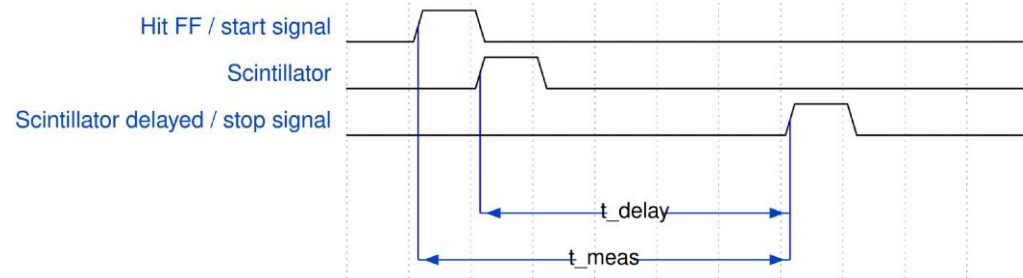 Hit FF / start signal
Scintillator
Scintillator delayed / stop signal
t_delay
t_meas